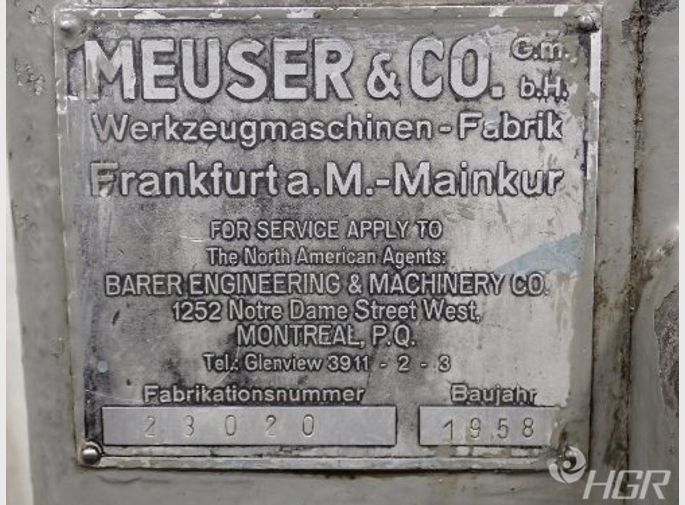 MEUSER & CO. G.m.
b.H.
Werkzeugmaschinen-Fabrik
Frankfurt a.M.-Mainkur
FOR SERVICE APPLY TO
The North American Agents:
BARER ENGINEERING & MACHINERY CO.
1252 Notre Dame Street West,
MONTREAL, P.Q.
Tel.: Glenview 3911 - 2 - 3
Fabrikationsnummer Baujahr
23020 1958
HGR